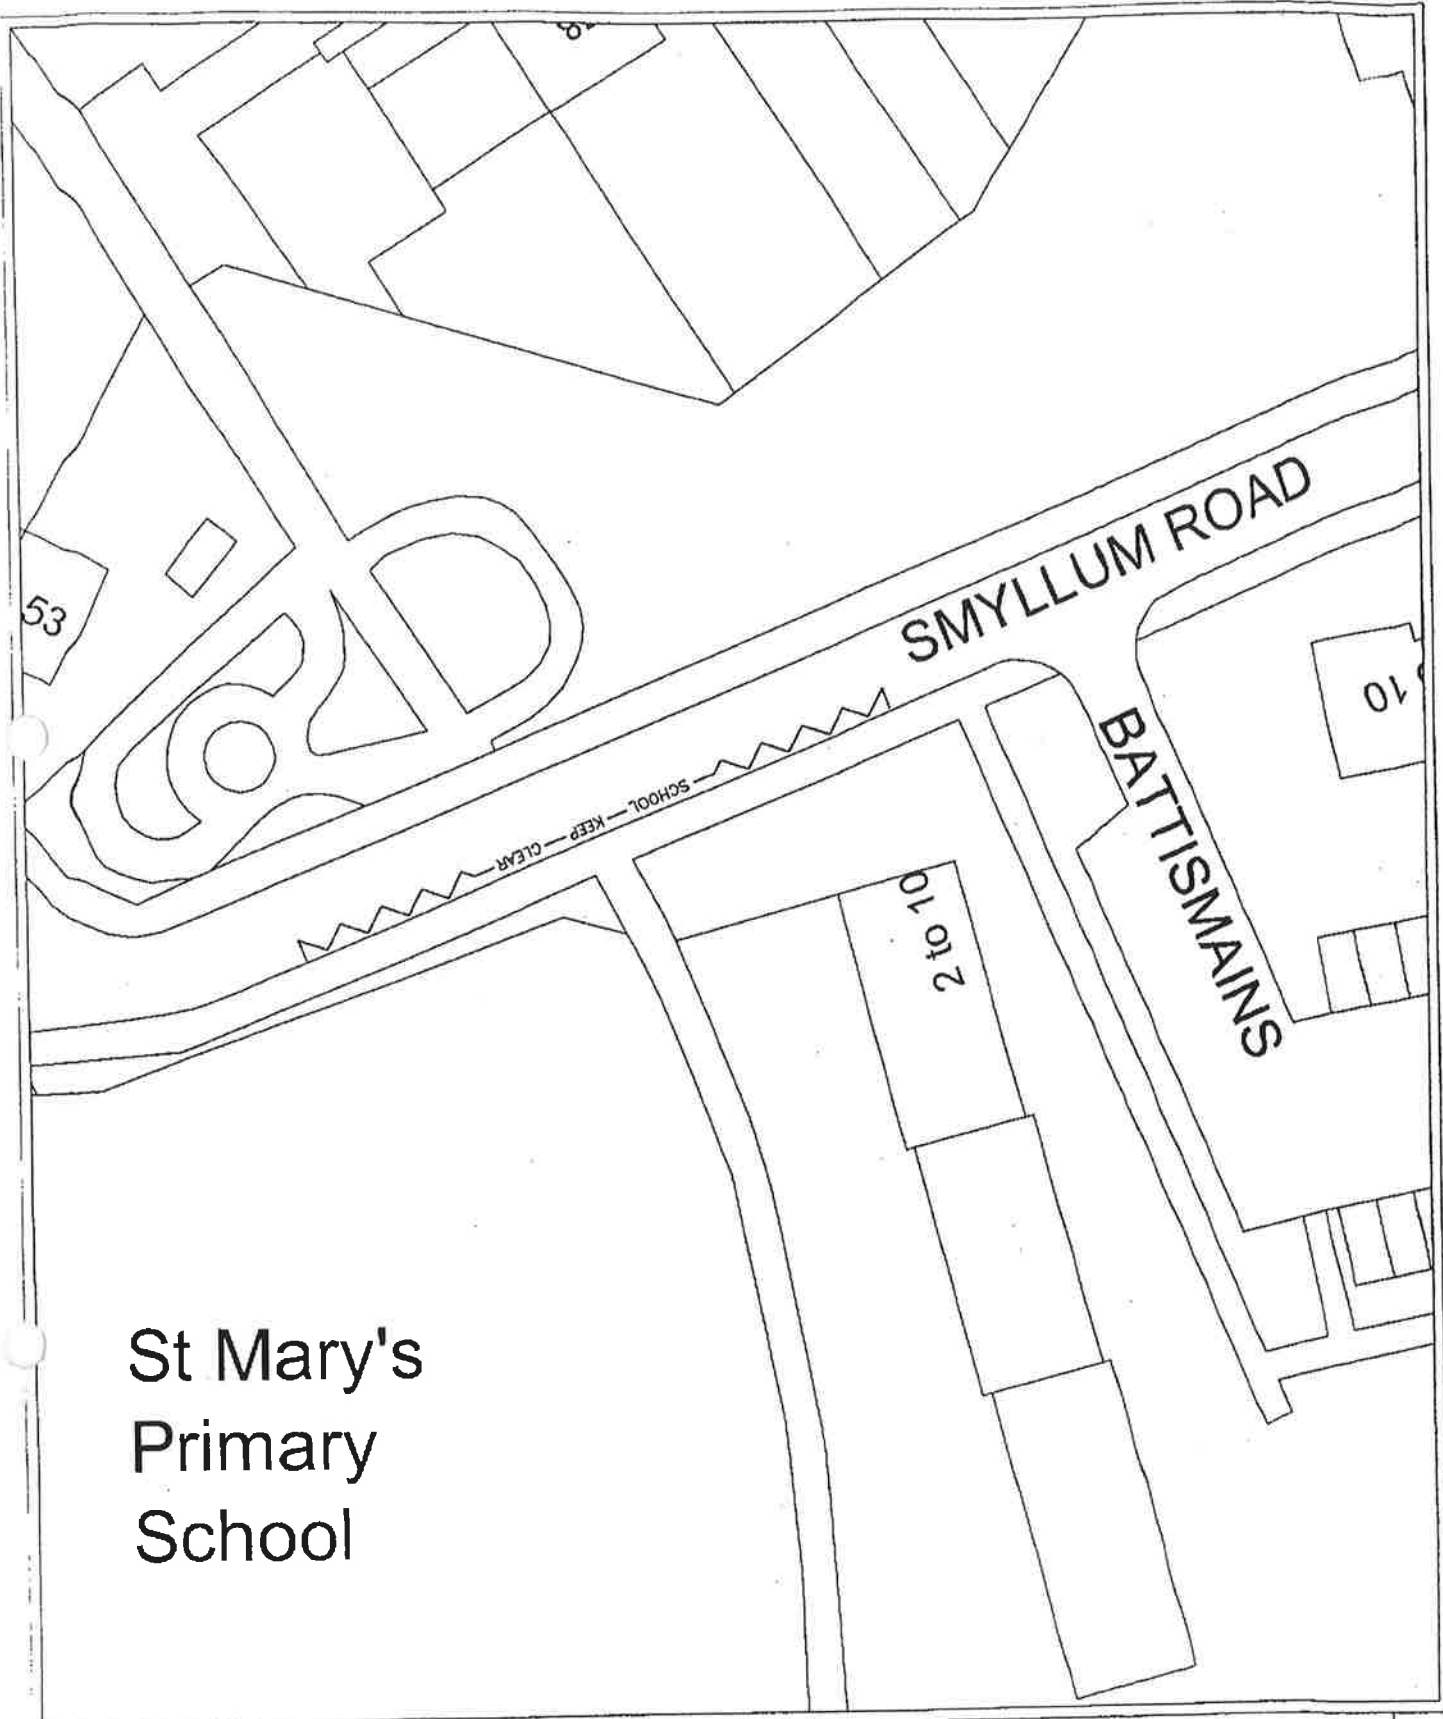 53
SMYLLUM ROAD
10
SCHOOL KEEP CLEAR
BATTISMAINS
2 to 10
St Mary's
Primary
School